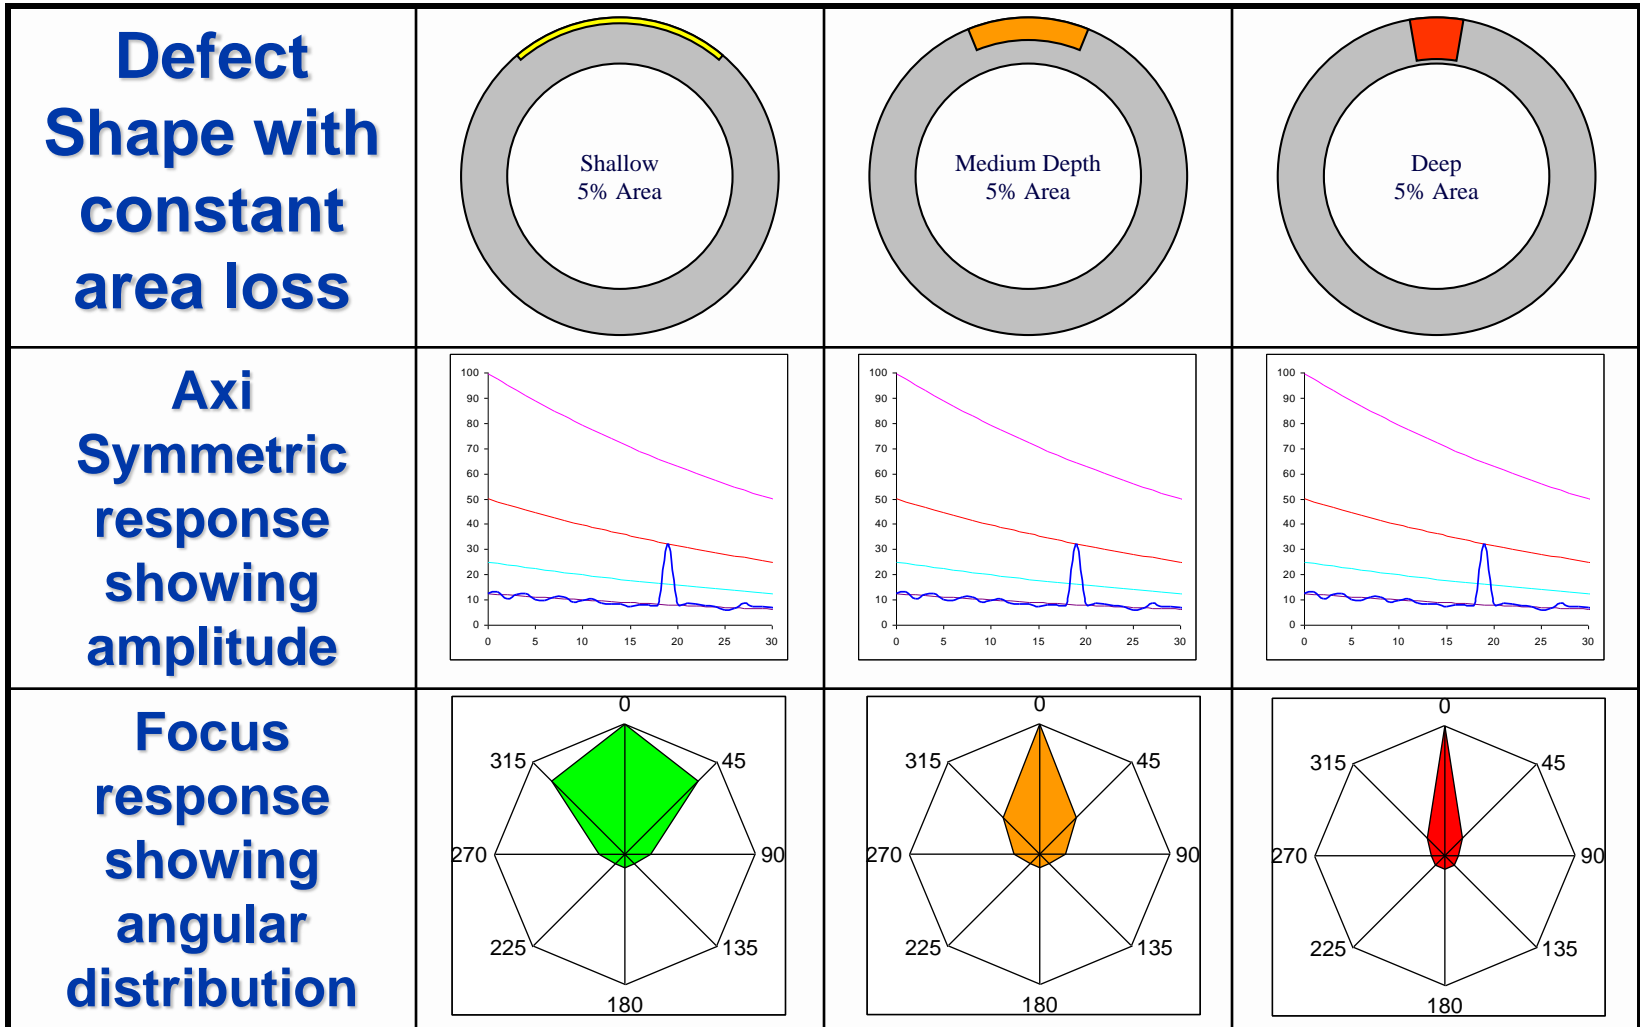 Defect
Shape with
constant
area loss
Shallow
5% Area
Medium Depth
5% Area
Deep
5% Area
Axi
Symmetric
response
showing
amplitude
100
90
80
70
60
50
40
30
20
10
0
0 5 10 15 20 25 30
100
90
80
70
60
50
40
30
20
10
0
0 5 10 15 20 25 30
100
90
80
70
60
50
40
30
20
10
0
0 5 10 15 20 25 30
Focus
response
showing
angular
distribution
0
315 45
270 90
225 135
180
0
315 45
270 90
225 135
180
0
315 45
270 90
225 135
180